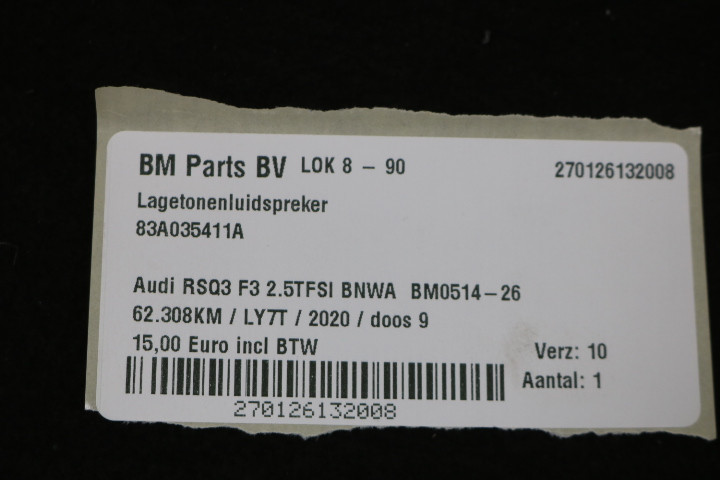 BM Parts BV LOK 8 – 90 270126132008
Lagetonenluidspreker
83A035411A
Audi RSQ3 F3 2.5TFSI BNWA BM0514-26
62.308KM / LY7T / 2020 / doos 9
15,00 Euro incl BTW
Verz: 10
Aantal: 1
270126132008